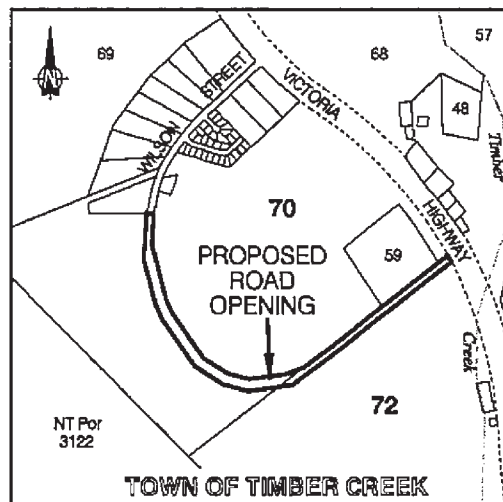 69
68
57
N
WILSON STREET
VICTORIA HIGHWAY
48
Timber Creek
70
PROPOSED
ROAD
OPENING
59
72
NT Por
3122
TOWN OF TIMBER CREEK